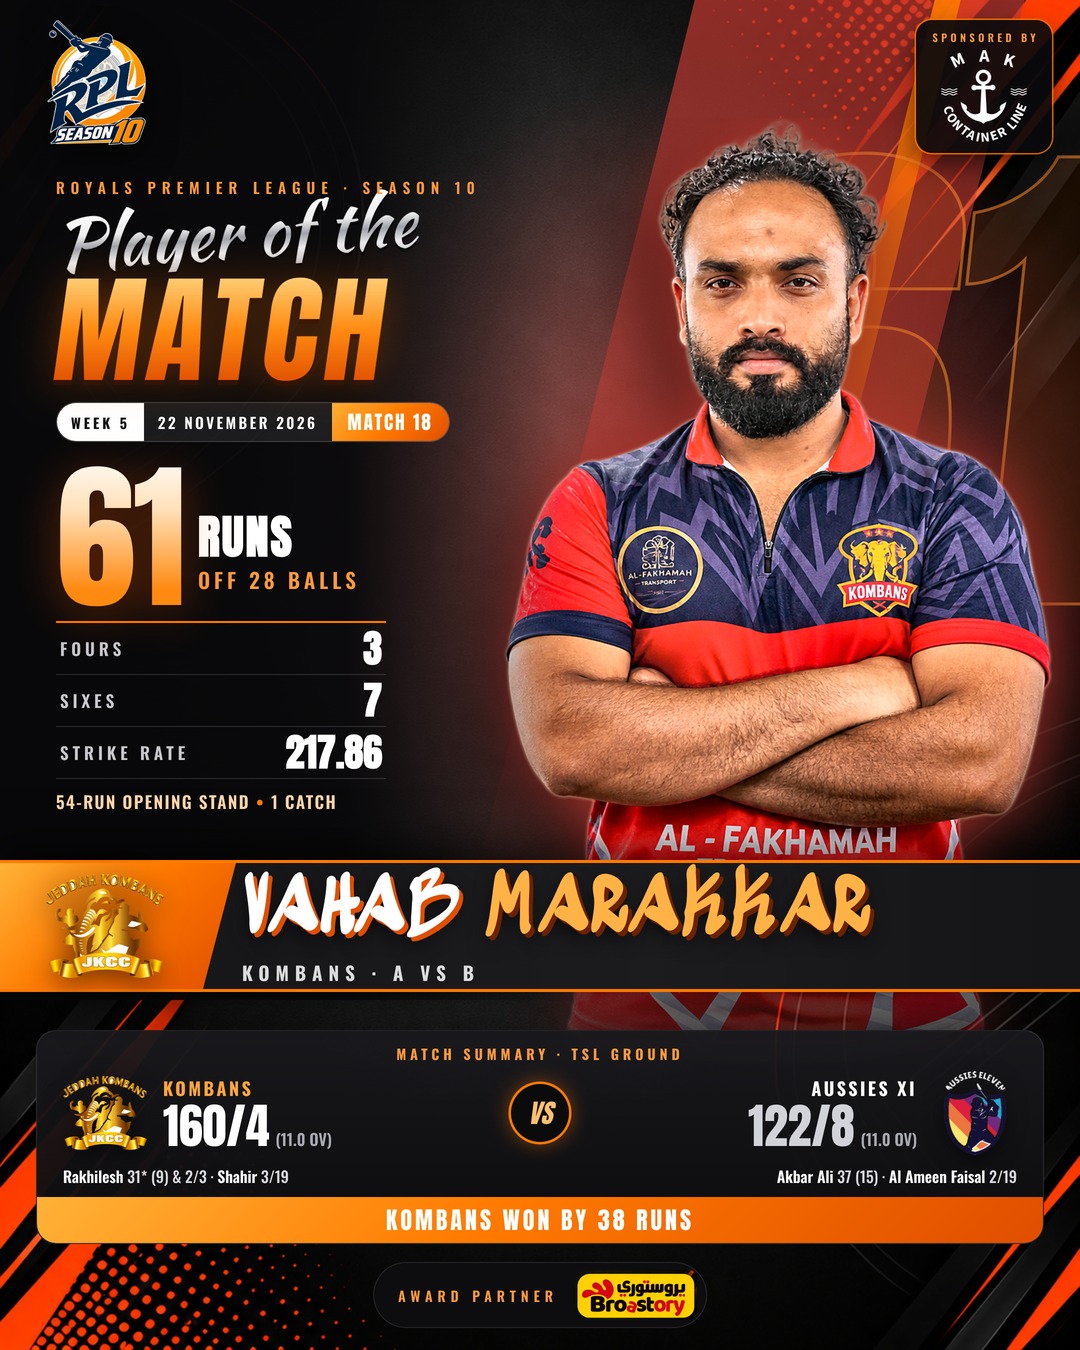 RPL
SEASON 10
SPONSORED BY
MAK
CONTAINER LINE
ROYALS PREMIER LEAGUE · SEASON 10
Player of the
MATCH
WEEK 5
22 NOVEMBER 2026
MATCH 18
61
RUNS
OFF 28 BALLS
FOURS 3
SIXES 7
STRIKE RATE 217.86
54-RUN OPENING STAND • 1 CATCH
61
AL-FAKHAMAH
TRANSPORT
KOMBANS
AL - FAKHAMAH
JEDDAH KOMBANS
JKCC
VAHAB MARAKKAR
KOMBANS · A VS B
MATCH SUMMARY · TSL GROUND
JEDDAH KOMBANS
JKCC
KOMBANS
160/4 (11.0 OV)
VS
AUSSIES XI
122/8 (11.0 OV)
AUSSIES ELEVEN
Rakhilesh 31* (9) & 2/3 · Shahir 3/19
Akbar Ali 37 (15) · Al Ameen Faisal 2/19
KOMBANS WON BY 38 RUNS
AWARD PARTNER
بروستوري
Broastory